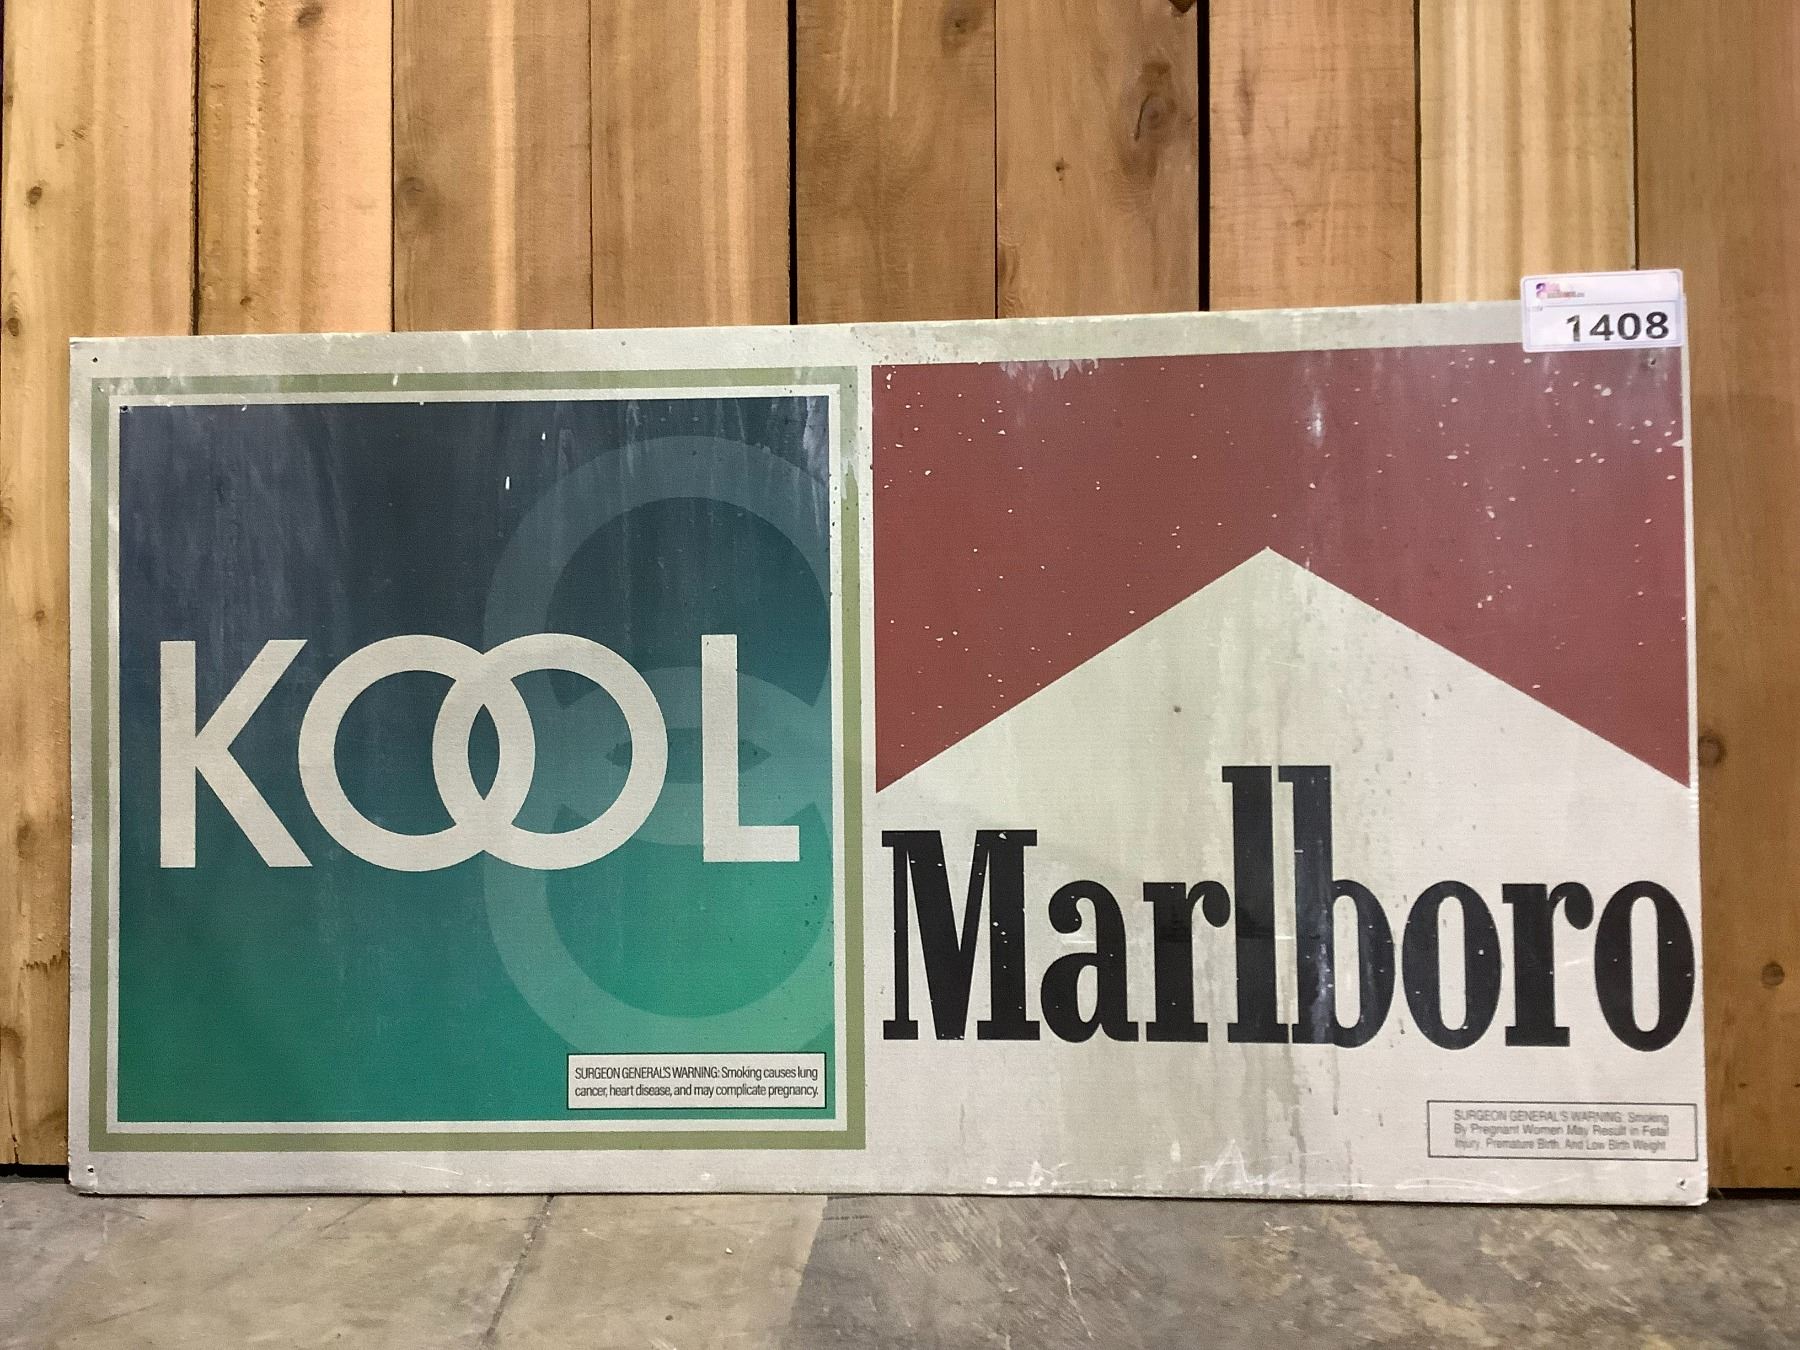 1408
KOOL
SURGEON GENERAL'S WARNING: Smoking causes lung
cancer, heart disease, and may complicate pregnancy.
Marlboro
SURGEON GENERAL'S WARNING: Smoking
By Pregnant Women May Result in Fetal
Injury, Premature Birth, And Low Birth Weight